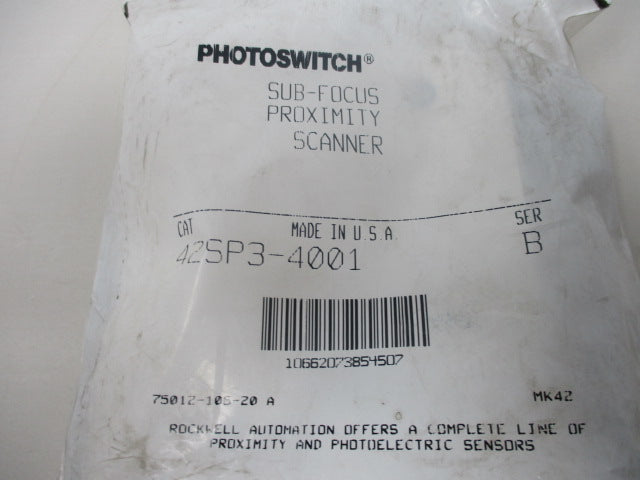 PHOTOSWITCH®
SUB-FOCUS
PROXIMITY
SCANNER
CAT MADE IN U.S.A. SER
42SP3-4001 B
10662073854507
75012-106-20 A MK42
ROCKWELL AUTOMATION OFFERS A COMPLETE LINE OF
PROXIMITY AND PHOTOELECTRIC SENSORS